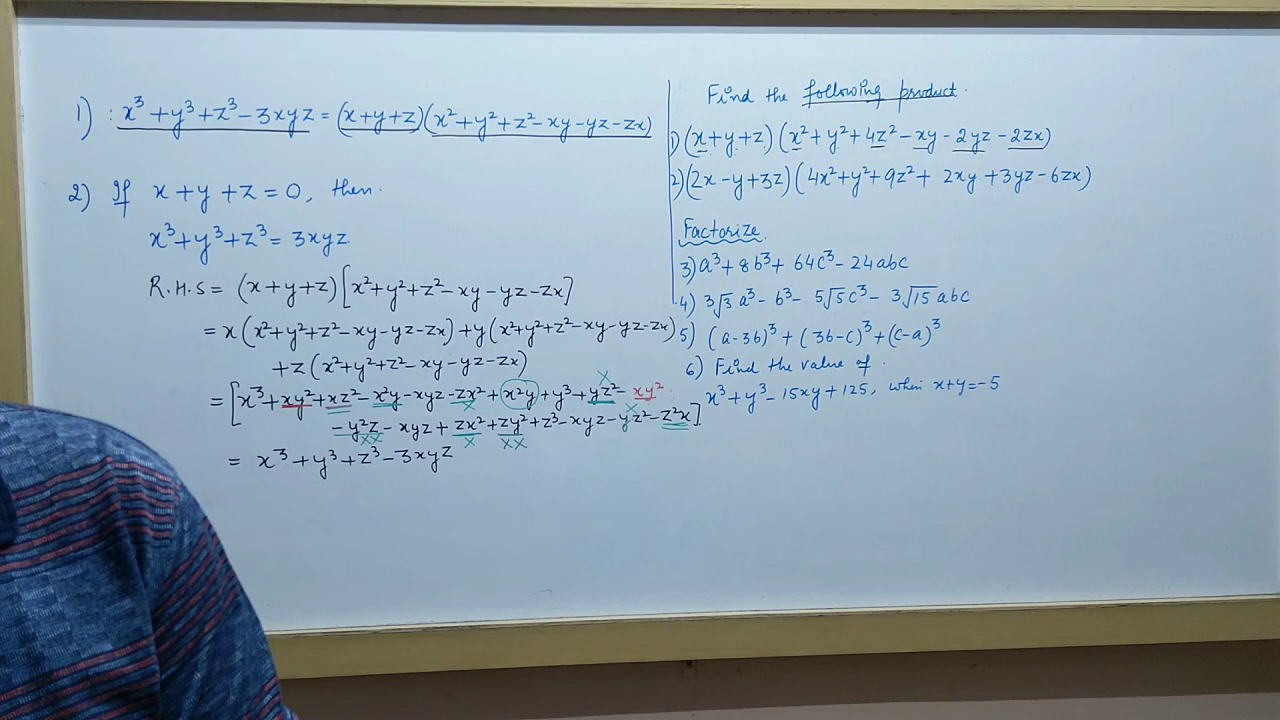 1) : x³ + y³ + z³ - 3xyz = (x+y+z)(x² + y² + z² - xy - yz - zx)
2) If x + y + z = 0, then.
x³ + y³ + z³ = 3xyz.
R.H.S = (x+y+z)[x² + y² + z² - xy - yz - zx]
= x(x² + y² + z² - xy - yz - zx) + y(x² + y² + z² - xy - yz - zx)
+ z(x² + y² + z² - xy - yz - zx)
= [x³ + xy² + xz² - x²y - xyz - zx² + x²y + y³ + yz² - xy²
- y²z - xyz + zx² + zy² + z³ - xyz - yz² - z²x]
= x³ + y³ + z³ - 3xyz
Find the following product.
1) (x+y+z)(x² + y² + 4z² - xy - 2yz - 2zx)
2) (2x - y + 3z)(4x² + y² + 9z² + 2xy + 3yz - 6zx)
Factorize.
3) a³ + 8b³ + 64c³ - 24abc
4) 3√3 a³ - b³ - 5√5 c³ - 3√15 abc
5) (a-3b)³ + (3b-c)³ + (c-a)³
6) Find the value of.
x³ + y³ - 15xy + 125, when x+y = -5